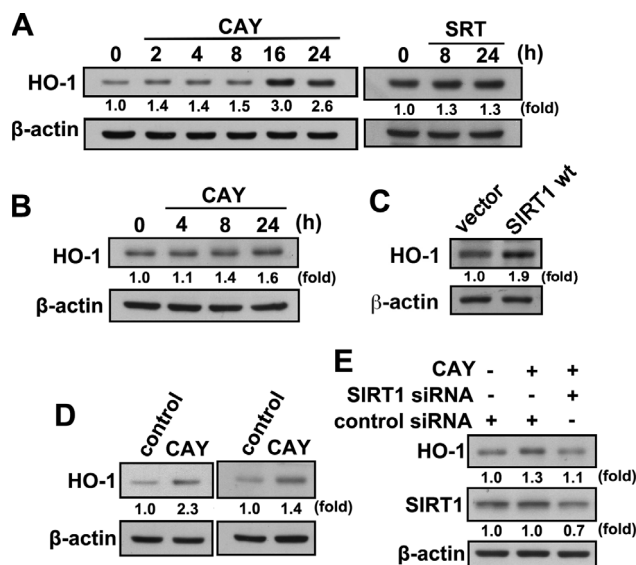 A
CAY
SRT
0 2 4 8 16 24
0 8 24 (h)
HO-1
1.0 1.4 1.4 1.5 3.0 2.6
1.0 1.3 1.3 (fold)
β-actin
B
CAY
0 4 8 24 (h)
HO-1
1.0 1.1 1.4 1.6 (fold)
β-actin
C
vector SIRT1 wt
HO-1
1.0 1.9 (fold)
β-actin
D
control CAY control CAY
HO-1
1.0 2.3 1.0 1.4 (fold)
β-actin
E
CAY - + +
SIRT1 siRNA - - +
control siRNA + + -
HO-1
1.0 1.3 1.1 (fold)
SIRT1
1.0 1.0 0.7 (fold)
β-actin